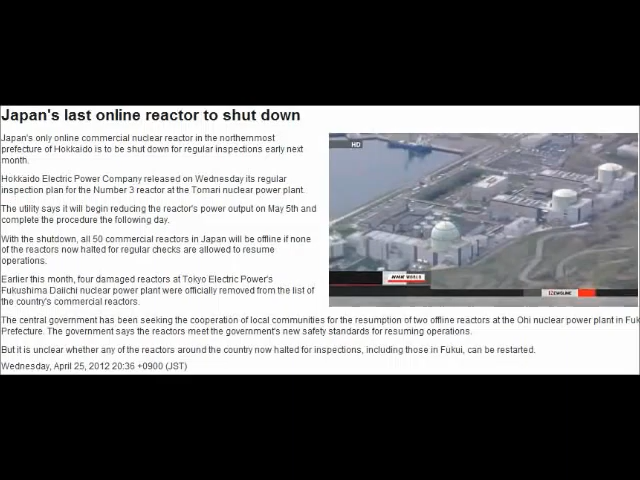 Japan's last online reactor to shut down
Japan's only online commercial nuclear reactor in the northernmost
prefecture of Hokkaido is to be shut down for regular inspections early next
month.
Hokkaido Electric Power Company released on Wednesday its regular
inspection plan for the Number 3 reactor at the Tomari nuclear power plant.
The utility says it will begin reducing the reactor's power output on May 5th and
complete the procedure the following day.
With the shutdown, all 50 commercial reactors in Japan will be offline if none
of the reactors now halted for regular checks are allowed to resume
operations.
Earlier this month, four damaged reactors at Tokyo Electric Power's
Fukushima Daiichi nuclear power plant were officially removed from the list of
the country's commercial reactors.
HD
NHK WORLD
NEWSLINE
The central government has been seeking the cooperation of local communities for the resumption of two offline reactors at the Ohi nuclear power plant in Fuk
Prefecture. The government says the reactors meet the government's new safety standards for resuming operations.
But it is unclear whether any of the reactors around the country now halted for inspections, including those in Fukui, can be restarted.
Wednesday, April 25, 2012 20:36 +0900 (JST)